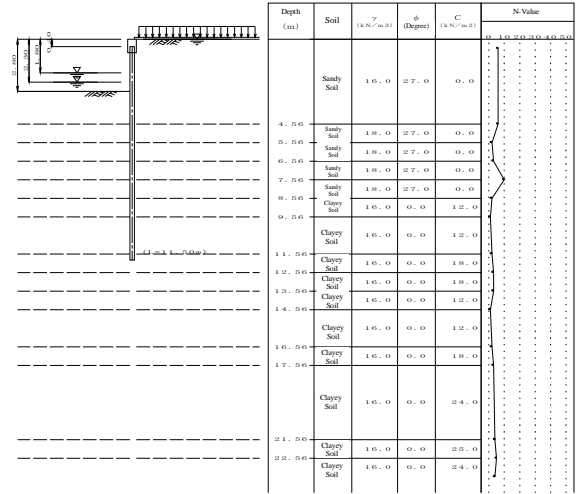 Depth
(m)
Soil
γ
(kN/m3)
φ
(Degree)
C
(kN/m2)
N-Value
0 10 20 30 40 50
2.80
2.30
1.80
Sandy
Soil
16.0 27.0 0.0
4.56
Sandy
Soil
18.0 27.0 0.0
5.56
Sandy
Soil
18.0 27.0 0.0
6.56
Sandy
Soil
18.0 27.0 0.0
7.56
Sandy
Soil
18.0 27.0 0.0
8.56
Clayey
Soil
16.0 0.0 12.0
9.56
Clayey
Soil
16.0 0.0 12.0
(l=11.50m)
11.56
Clayey
Soil
16.0 0.0 18.0
12.56
Clayey
Soil
16.0 0.0 18.0
13.56
Clayey
Soil
16.0 0.0 12.0
14.56
Clayey
Soil
16.0 0.0 12.0
16.56
Clayey
Soil
16.0 0.0 18.0
17.56
Clayey
Soil
16.0 0.0 24.0
21.56
Clayey
Soil
16.0 0.0 25.0
22.56
Clayey
Soil
16.0 0.0 24.0